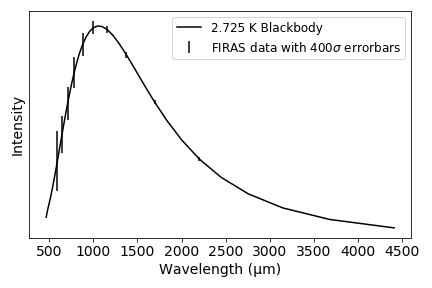 2.725 K Blackbody
FIRAS data with 400σ errorbars
Intensity
500 1000 1500 2000 2500 3000 3500 4000 4500
Wavelength (μm)